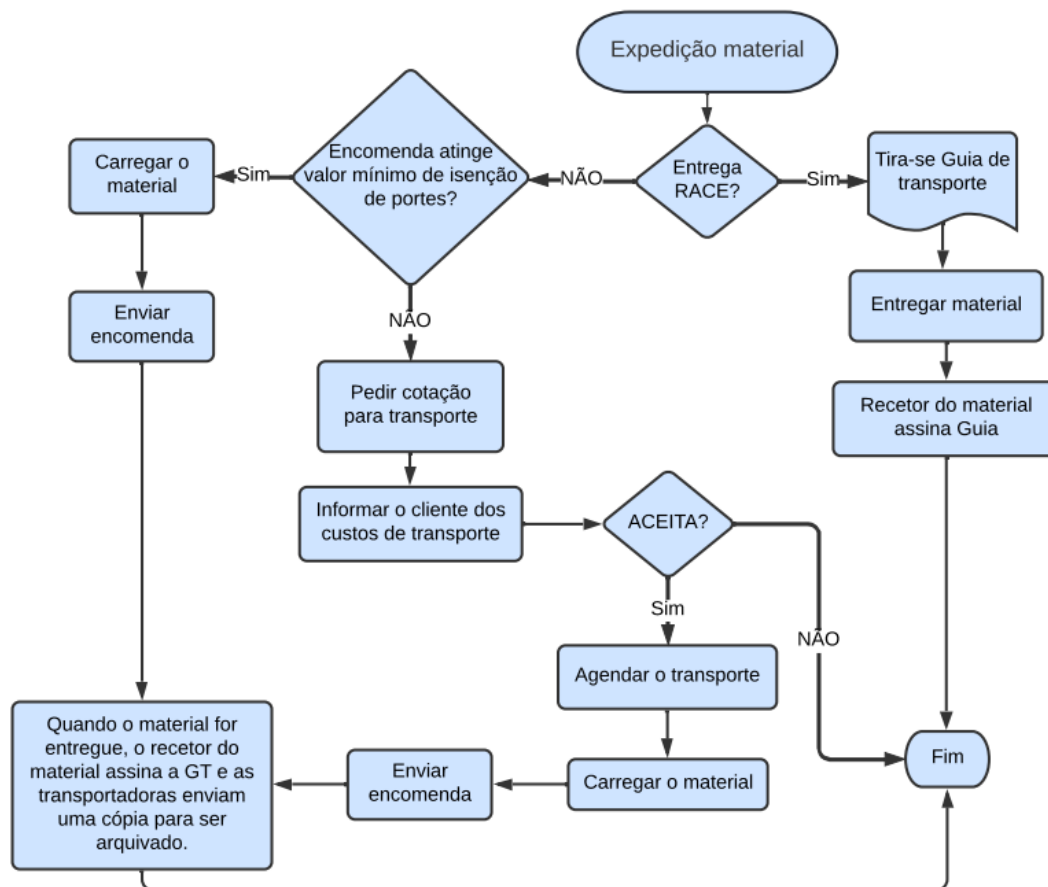 Expedição material
Encomenda atinge
valor mínimo de isenção
de portes?
Entrega
RACE?
Tira-se Guia de
transporte
Carregar o
material
Sim
NÃO
Sim
Enviar
encomenda
Entregar material
NÃO
Pedir cotação
para transporte
Recetor do material
assina Guia
Informar o cliente dos
custos de transporte
ACEITA?
Sim
NÃO
Agendar o transporte
Quando o material for
entregue, o recetor do
material assina a GT e as
transportadoras enviam
uma cópia para ser
arquivado.
Enviar
encomenda
Carregar o material
Fim